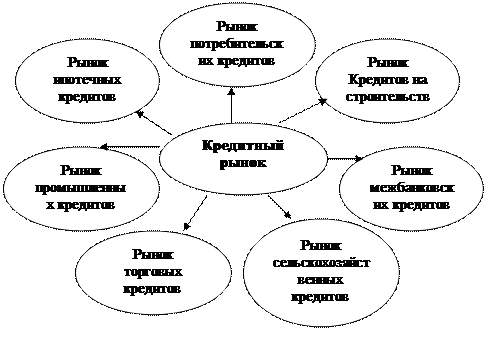 Рынок
потребительск
их кредитов
Рынок
ипотечных
кредитов
Рынок
Кредитов на
строительств
Кредитный
рынок
Рынок
промышленны
х кредитов
Рынок
межбанковск
их кредитов
Рынок
торговых
кредитов
Рынок
сельскохозяйст
венных
кредитов